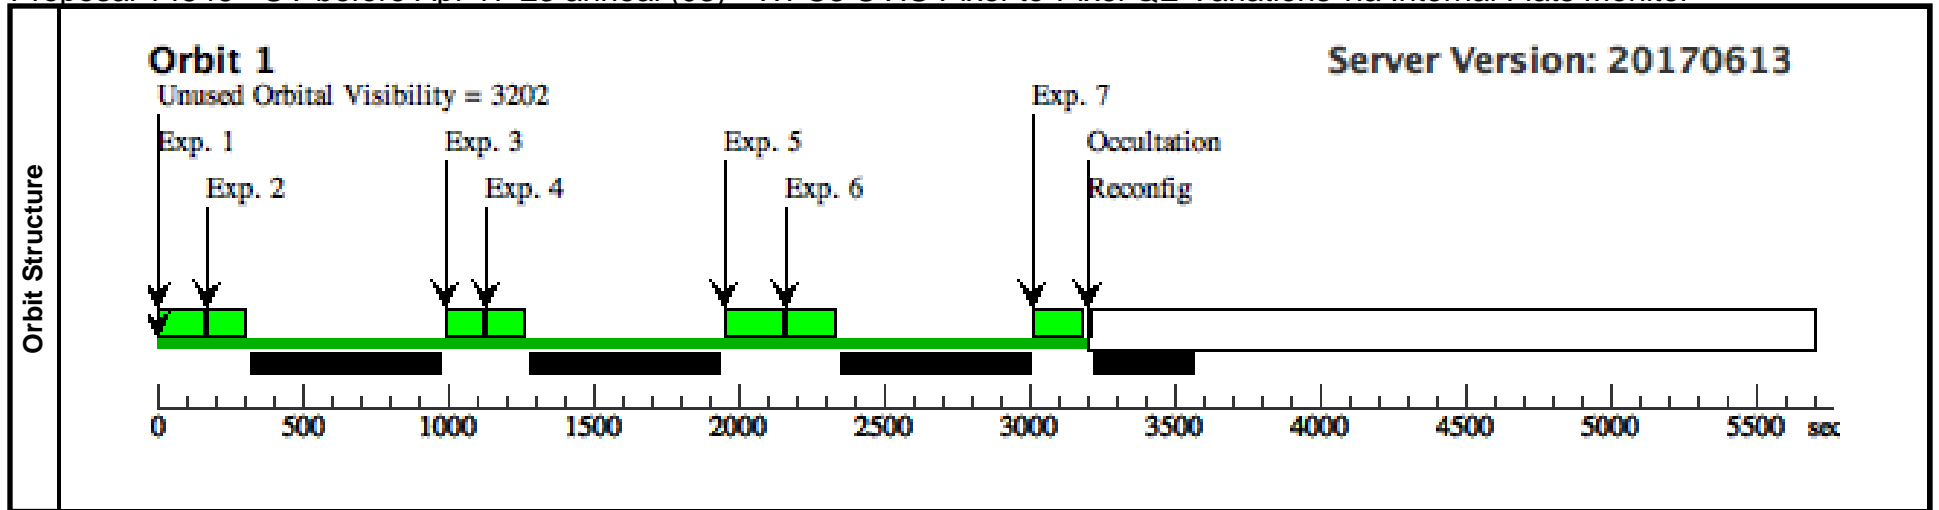 Orbit 1
Server Version: 20170613
Unused Orbital Visibility = 3202
Exp. 7
Exp. 1
Exp. 3
Exp. 5
Occultation
Exp. 2
Exp. 4
Exp. 6
Reconfig
Orbit Structure
0 500 1000 1500 2000 2500 3000 3500 4000 4500 5000 5500 sec